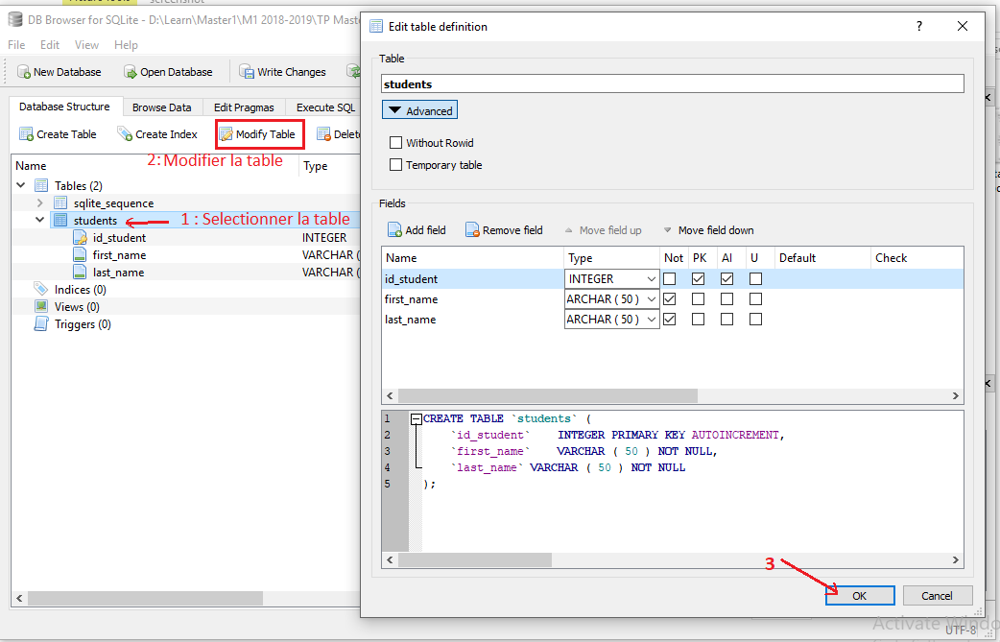 screenshot
DB Browser for SQLite - D:\Learn\Master1\M1 2018-2019\TP Maste
File Edit View Help
New Database Open Database Write Changes
Database Structure Browse Data Edit Pragmas Execute SQL
Create Table Create Index Modify Table Delet
2: Modifier la table
Name Type
Tables (2)
sqlite_sequence
students
1 : Selectionner la table
id_student INTEGER
first_name VARCHAR (
last_name VARCHAR (
Indices (0)
Views (0)
Triggers (0)
Edit table definition ?
Table
students
Advanced
Without Rowid
Temporary table
Fields
Add field Remove field Move field up Move field down
Name Type Not PK AI U Default Check
id_student INTEGER
first_name ARCHAR ( 50 )
last_name ARCHAR ( 50 )
1 CREATE TABLE `students` (
2 `id_student` INTEGER PRIMARY KEY AUTOINCREMENT,
3 `first_name` VARCHAR ( 50 ) NOT NULL,
4 `last_name` VARCHAR ( 50 ) NOT NULL
5 );
3
OK Cancel
Activate Windo
UTF-8